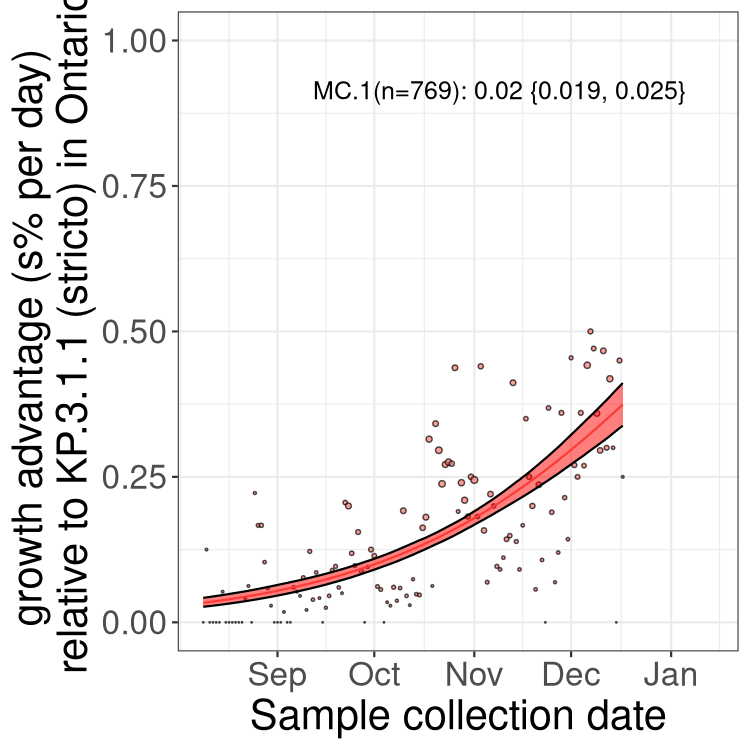 growth advantage (s% per day)
relative to KP.3.1.1 (stricto) in Ontario
1.00
0.75
0.50
0.25
0.00
MC.1(n=769): 0.02 {0.019, 0.025}
Sep Oct Nov Dec Jan
Sample collection date